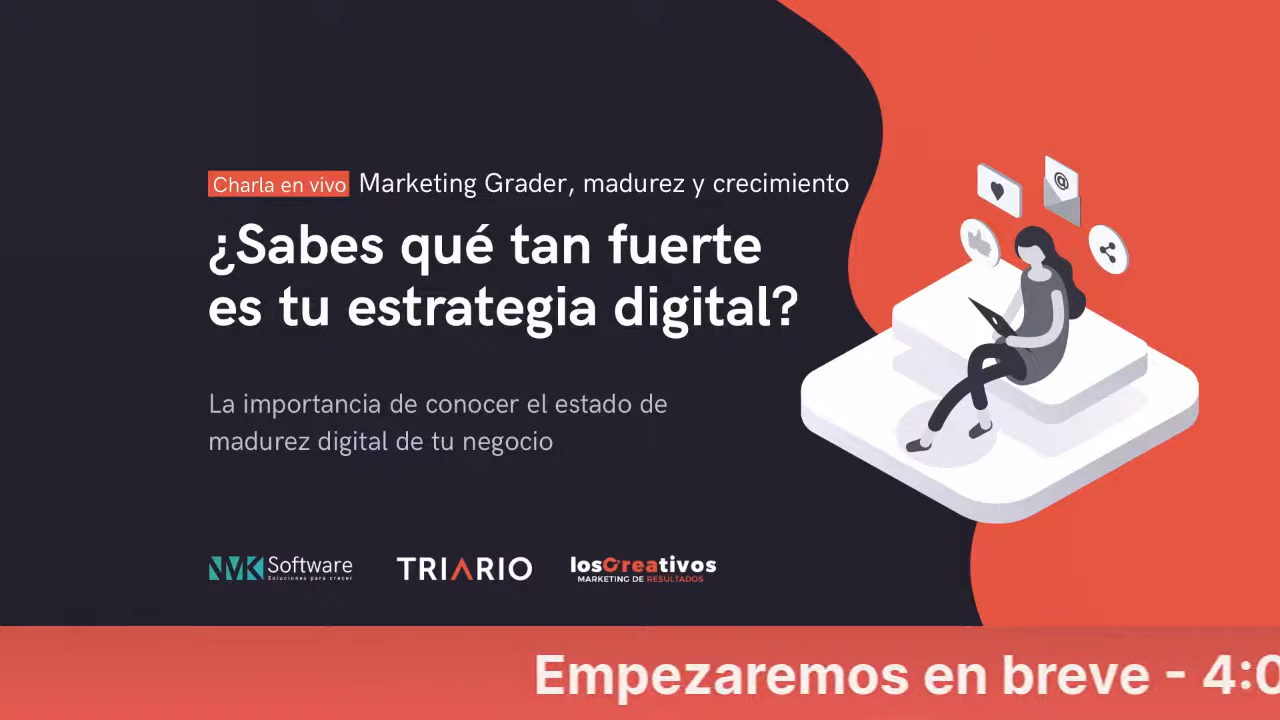 Charla en vivo Marketing Grader, madurez y crecimiento
¿Sabes qué tan fuerte
es tu estrategia digital?
La importancia de conocer el estado de
madurez digital de tu negocio
NMK Software
Soluciones para crecer
TRIARIO
losCreativos
MARKETING DE RESULTADOS
@
Empezaremos en breve - 4:0